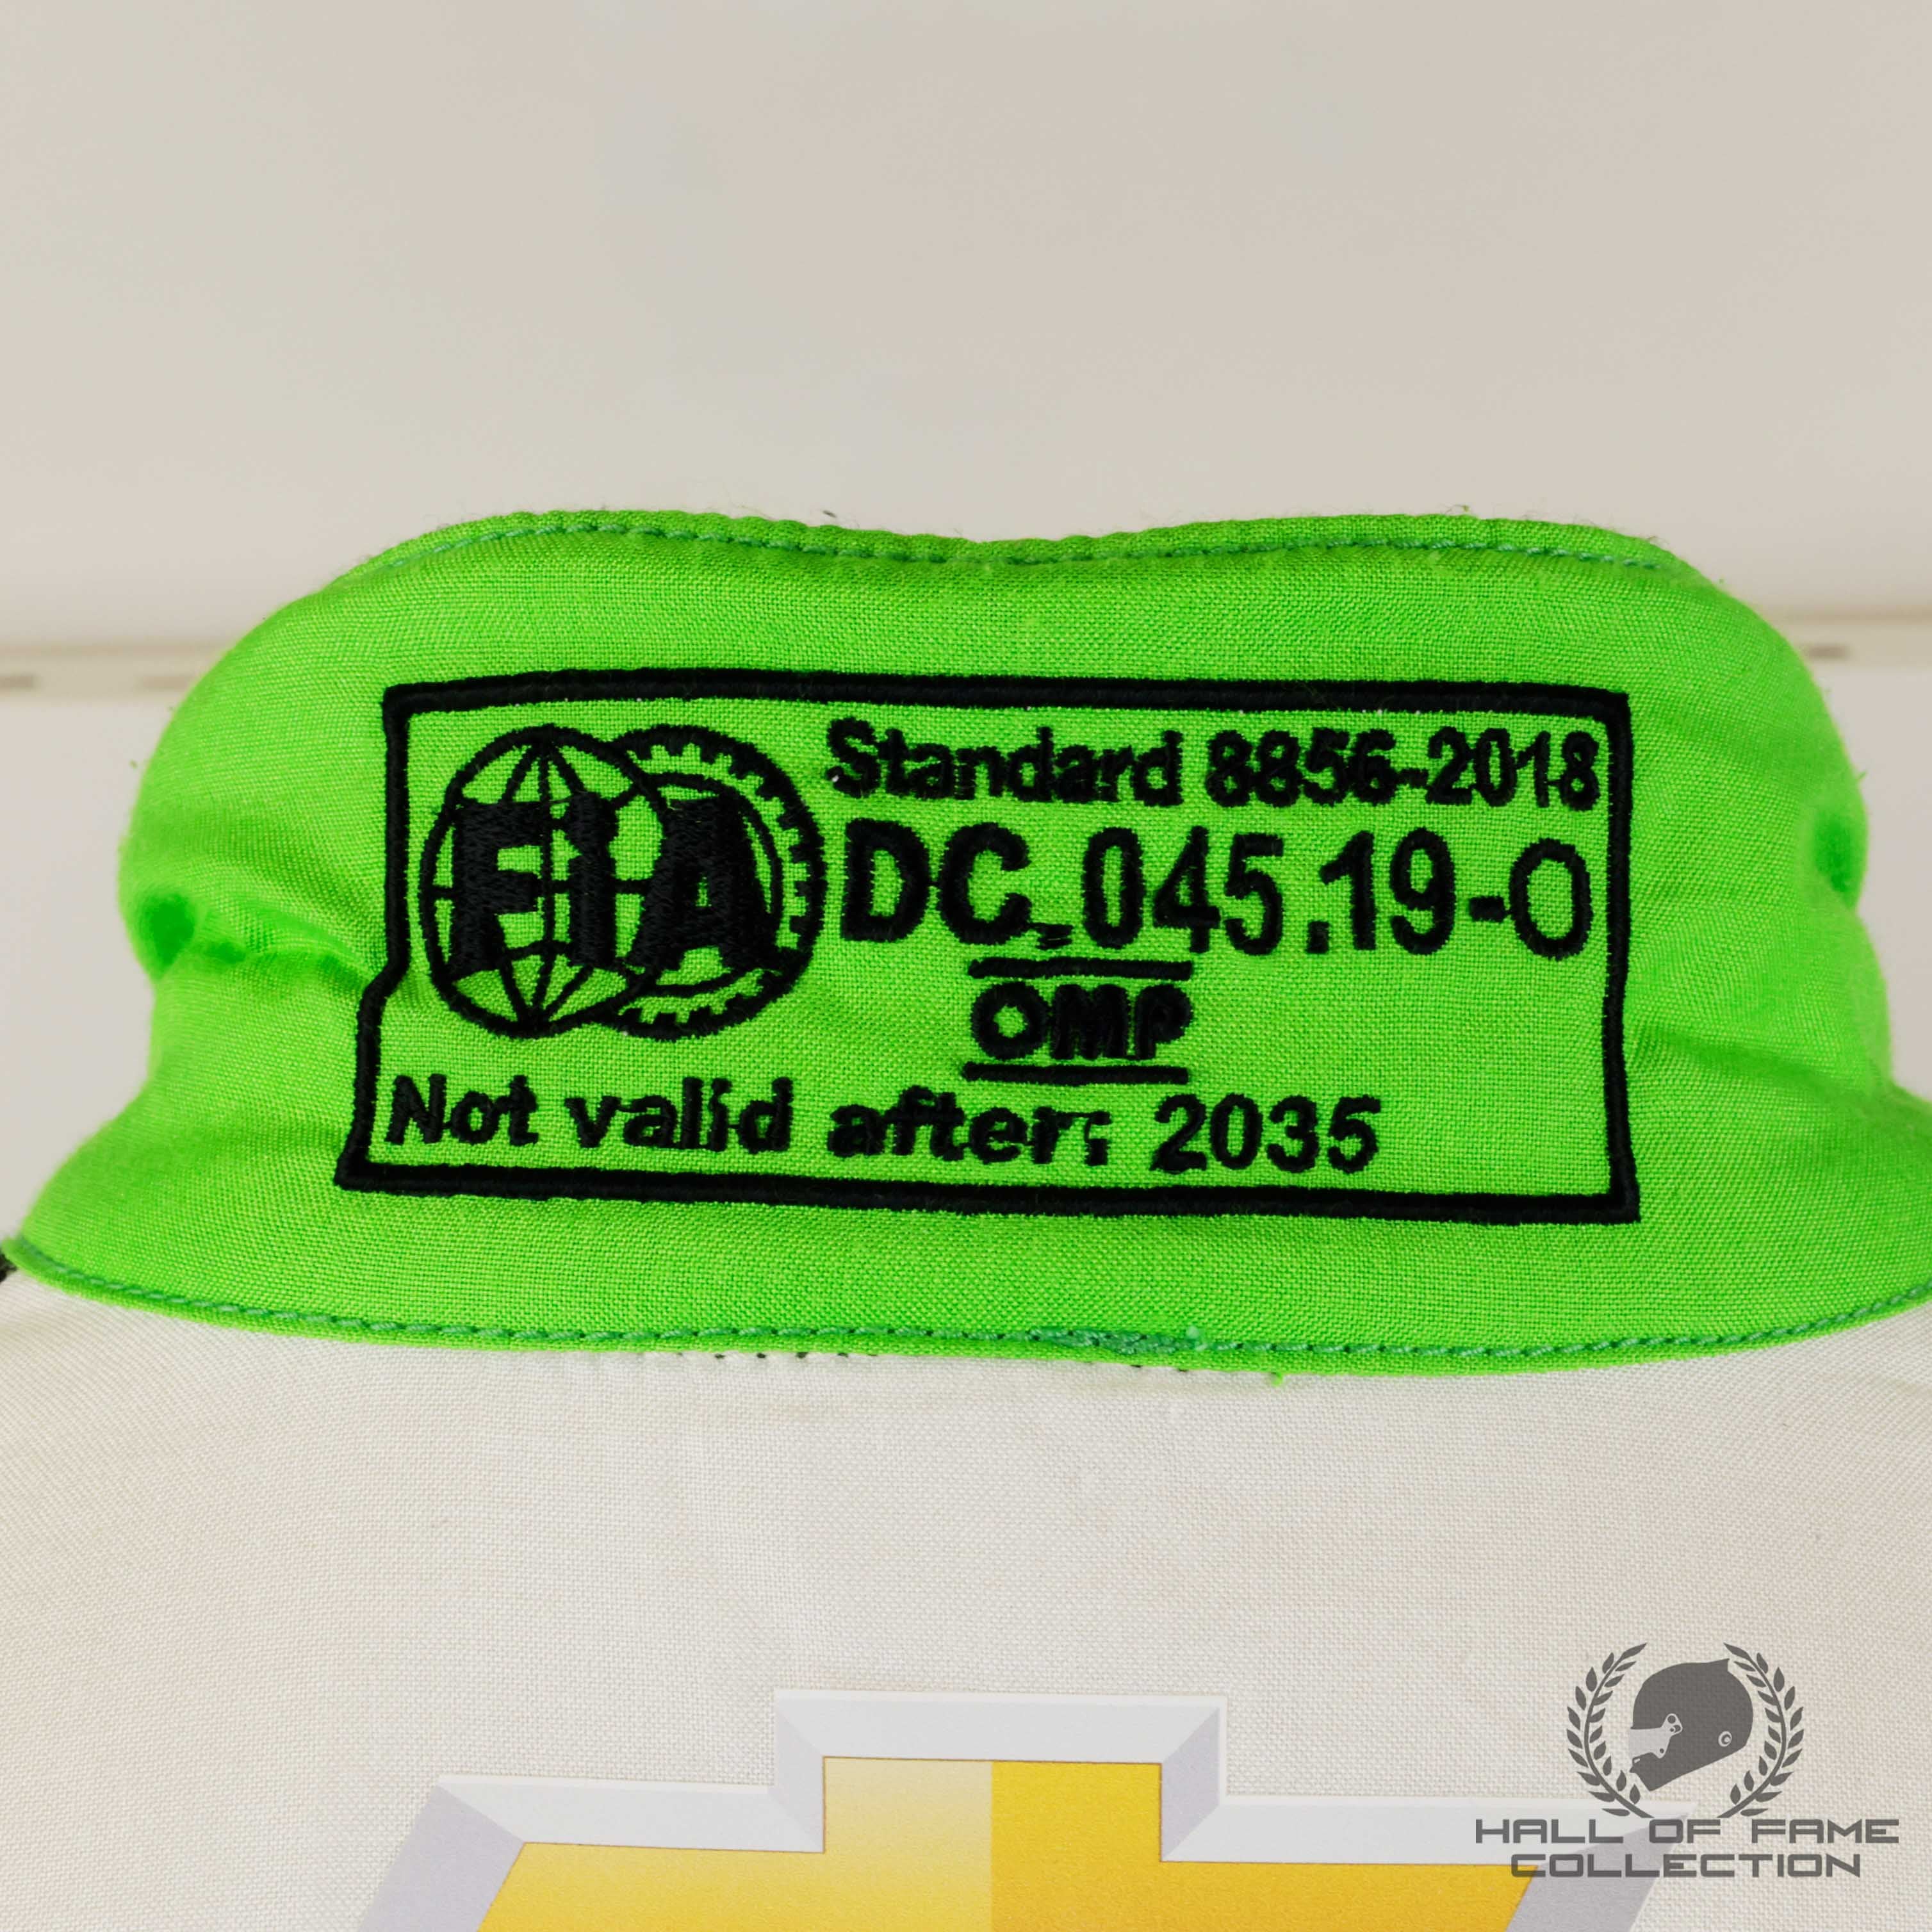 FIA
Standard 8856-2018
DC.045.19-O
OMP
Not valid after: 2035
HALL OF FAME
COLLECTION